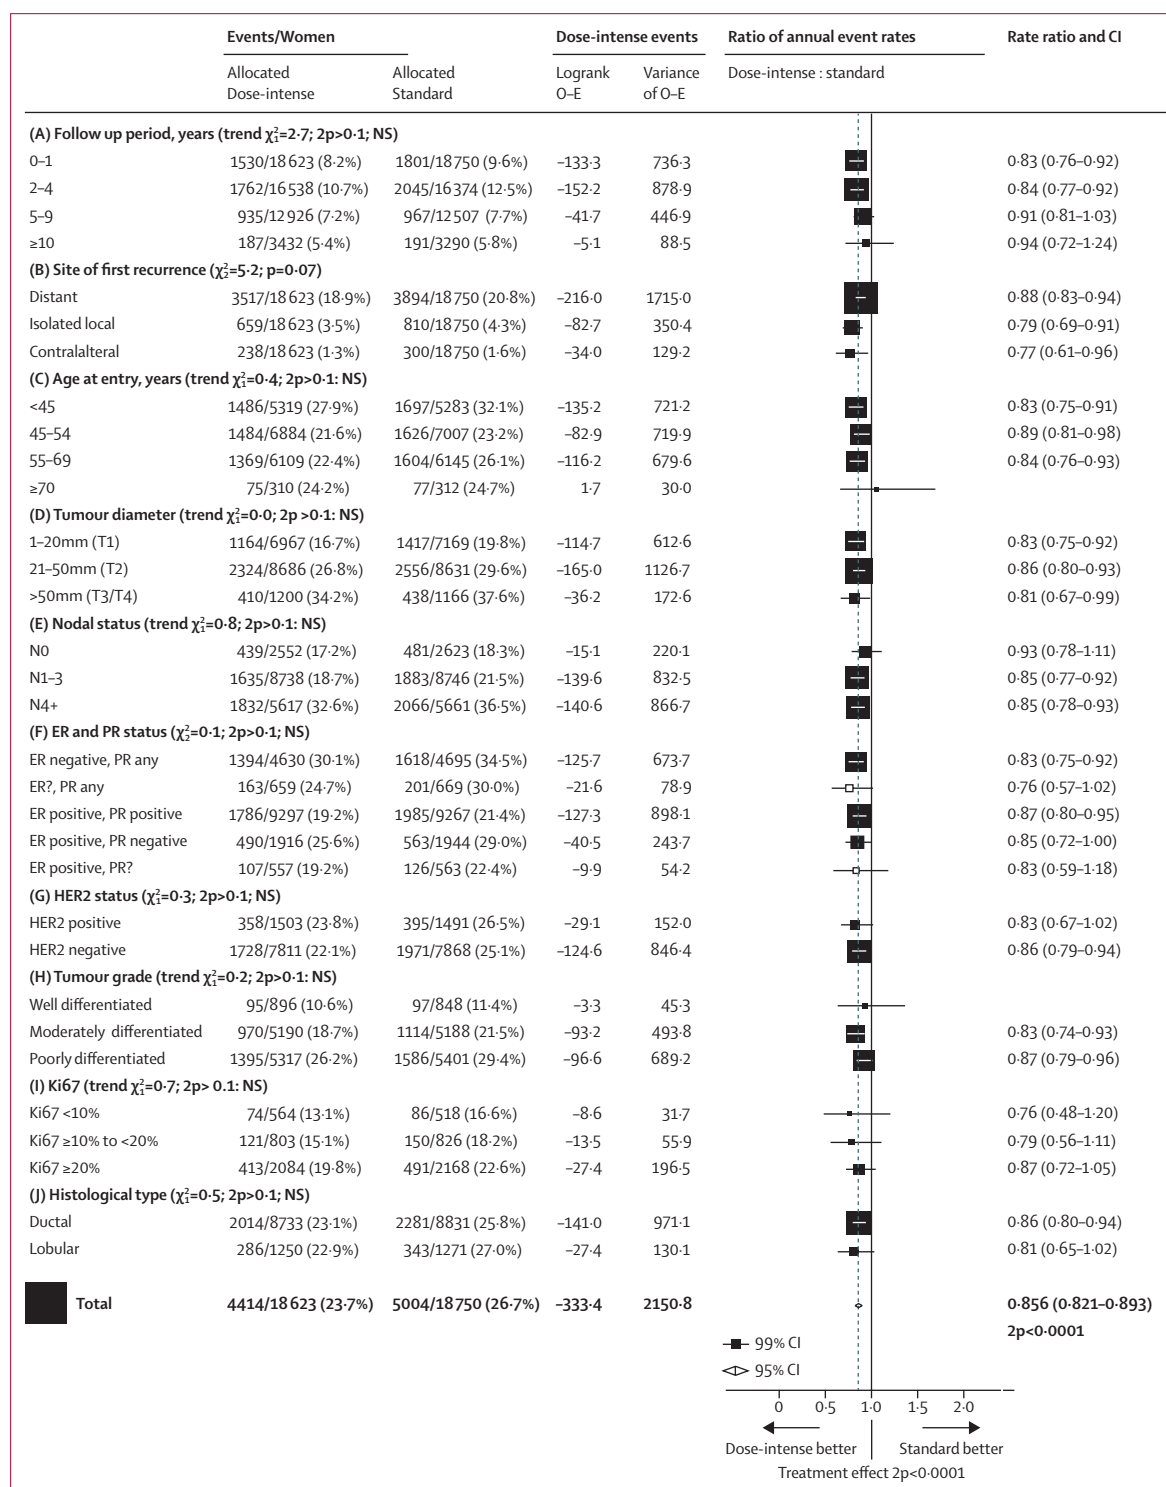 Events/Women Dose-intense events Ratio of annual event rates Rate ratio and CI
Allocated Dose-intense Allocated Standard Logrank O–E Variance of O–E Dose-intense : standard
(A) Follow up period, years (trend χ²₁=2·7; 2p>0·1; NS)
0–1 1530/18 623 (8·2%) 1801/18 750 (9·6%) –133·3 736·3 0·83 (0·76–0·92)
2–4 1762/16 538 (10·7%) 2045/16 374 (12·5%) –152·2 878·9 0·84 (0·77–0·92)
5–9 935/12 926 (7·2%) 967/12 507 (7·7%) –41·7 446·9 0·91 (0·81–1·03)
≥10 187/3432 (5·4%) 191/3290 (5·8%) –5·1 88·5 0·94 (0·72–1·24)
(B) Site of first recurrence (χ²₂=5·2; p=0·07)
Distant 3517/18 623 (18·9%) 3894/18 750 (20·8%) –216·0 1715·0 0·88 (0·83–0·94)
Isolated local 659/18 623 (3·5%) 810/18 750 (4·3%) –82·7 350·4 0·79 (0·69–0·91)
Contralalteral 238/18 623 (1·3%) 300/18 750 (1·6%) –34·0 129·2 0·77 (0·61–0·96)
(C) Age at entry, years (trend χ²₁=0·4; 2p>0·1: NS)
<45 1486/5319 (27·9%) 1697/5283 (32·1%) –135·2 721·2 0·83 (0·75–0·91)
45–54 1484/6884 (21·6%) 1626/7007 (23·2%) –82·9 719·9 0·89 (0·81–0·98)
55–69 1369/6109 (22·4%) 1604/6145 (26·1%) –116·2 679·6 0·84 (0·76–0·93)
≥70 75/310 (24·2%) 77/312 (24·7%) 1·7 30·0
(D) Tumour diameter (trend χ²₁=0·0; 2p >0·1: NS)
1–20mm (T1) 1164/6967 (16·7%) 1417/7169 (19·8%) –114·7 612·6 0·83 (0·75–0·92)
21–50mm (T2) 2324/8686 (26·8%) 2556/8631 (29·6%) –165·0 1126·7 0·86 (0·80–0·93)
>50mm (T3/T4) 410/1200 (34·2%) 438/1166 (37·6%) –36·2 172·6 0·81 (0·67–0·99)
(E) Nodal status (trend χ²₁=0·8; 2p>0·1: NS)
N0 439/2552 (17·2%) 481/2623 (18·3%) –15·1 220·1 0·93 (0·78–1·11)
N1–3 1635/8738 (18·7%) 1883/8746 (21·5%) –139·6 832·5 0·85 (0·77–0·92)
N4+ 1832/5617 (32·6%) 2066/5661 (36·5%) –140·6 866·7 0·85 (0·78–0·93)
(F) ER and PR status (χ²₂=0·1; 2p>0·1; NS)
ER negative, PR any 1394/4630 (30·1%) 1618/4695 (34·5%) –125·7 673·7 0·83 (0·75–0·92)
ER?, PR any 163/659 (24·7%) 201/669 (30·0%) –21·6 78·9 0·76 (0·57–1·02)
ER positive, PR positive 1786/9297 (19·2%) 1985/9267 (21·4%) –127·3 898·1 0·87 (0·80–0·95)
ER positive, PR negative 490/1916 (25·6%) 563/1944 (29·0%) –40·5 243·7 0·85 (0·72–1·00)
ER positive, PR? 107/557 (19·2%) 126/563 (22·4%) –9·9 54·2 0·83 (0·59–1·18)
(G) HER2 status (χ²₁=0·3; 2p>0·1; NS)
HER2 positive 358/1503 (23·8%) 395/1491 (26·5%) –29·1 152·0 0·83 (0·67–1·02)
HER2 negative 1728/7811 (22·1%) 1971/7868 (25·1%) –124·6 846·4 0·86 (0·79–0·94)
(H) Tumour grade (trend χ²₁=0·2; 2p>0·1: NS)
Well differentiated 95/896 (10·6%) 97/848 (11·4%) –3·3 45·3
Moderately differentiated 970/5190 (18·7%) 1114/5188 (21·5%) –93·2 493·8 0·83 (0·74–0·93)
Poorly differentiated 1395/5317 (26·2%) 1586/5401 (29·4%) –96·6 689·2 0·87 (0·79–0·96)
(I) Ki67 (trend χ²₁=0·7; 2p> 0.1: NS)
Ki67 <10% 74/564 (13·1%) 86/518 (16·6%) –8·6 31·7 0·76 (0·48–1·20)
Ki67 ≥10% to <20% 121/803 (15·1%) 150/826 (18·2%) –13·5 55·9 0·79 (0·56–1·11)
Ki67 ≥20% 413/2084 (19·8%) 491/2168 (22·6%) –27·4 196·5 0·87 (0·72–1·05)
(J) Histological type (χ²₁=0·5; 2p>0·1; NS)
Ductal 2014/8733 (23·1%) 2281/8831 (25·8%) –141·0 971·1 0·86 (0·80–0·94)
Lobular 286/1250 (22·9%) 343/1271 (27·0%) –27·4 130·1 0·81 (0·65–1·02)
Total 4414/18 623 (23·7%) 5004/18 750 (26·7%) –333·4 2150·8 0·856 (0·821–0·893)
2p<0·0001
99% CI
95% CI
0 0·5 1·0 1·5 2·0
Dose-intense better Standard better
Treatment effect 2p<0·0001